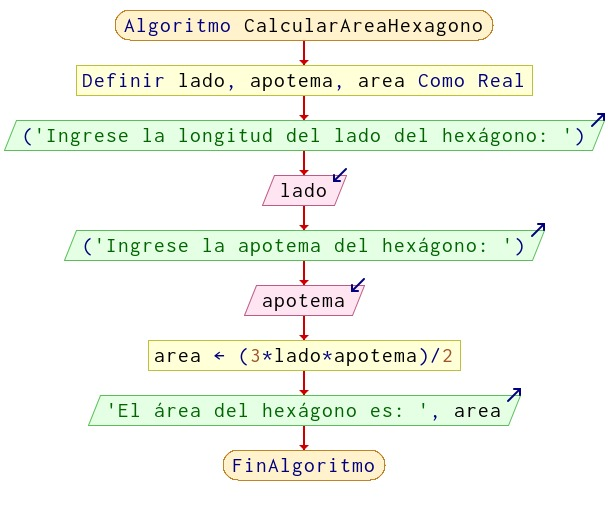 Algoritmo CalcularAreaHexagono
Definir lado, apotema, area Como Real
('Ingrese la longitud del lado del hexágono: ')
lado
('Ingrese la apotema del hexágono: ')
apotema
area ← (3*lado*apotema)/2
'El área del hexágono es: ', area
FinAlgoritmo